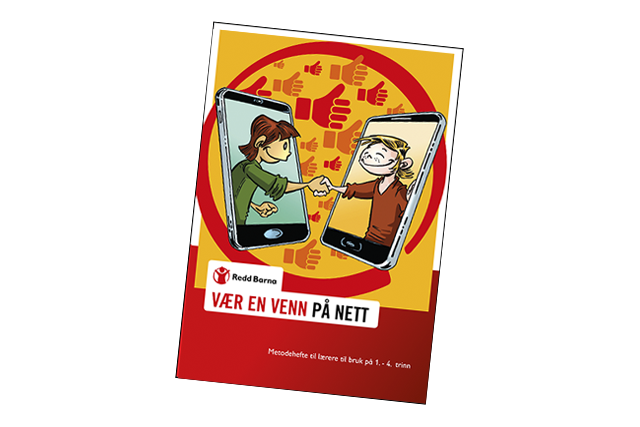 Redd Barna
VÆR EN VENN PÅ NETT
Metodehefte til lærere til bruk på 1. - 4. trinn